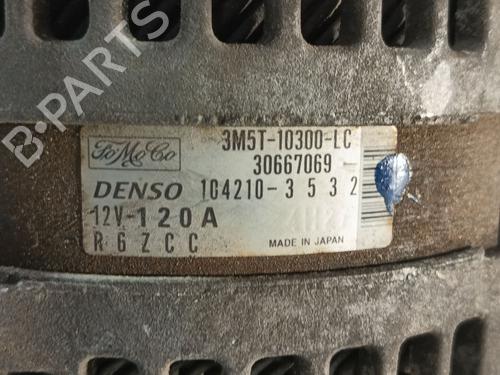 B-PARTS
FoMoCo
3M5T-10300-LC
30667069
DENSO 104210-3532
12V-120A
R6ZCC
MADE IN JAPAN